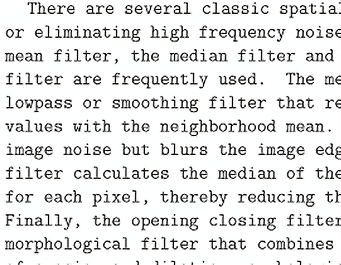 There are several classic spatial
or eliminating high frequency noise
mean filter, the median filter and
filter are frequently used. The me
lowpass or smoothing filter that re
values with the neighborhood mean.
image noise but blurs the image edg
filter calculates the median of the
for each pixel, thereby reducing th
Finally, the opening closing filter
morphological filter that combines